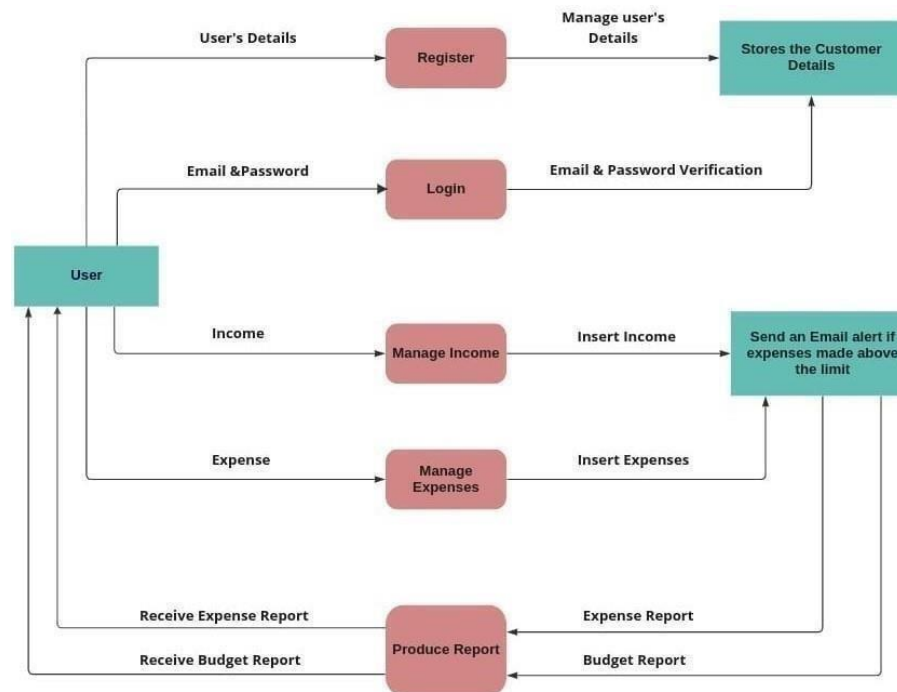 User's Details
Register
Manage user's
Details
Stores the Customer
Details
Email &Password
Login
Email & Password Verification
User
Income
Manage Income
Insert Income
Send an Email alert if
expenses made above
the limit
Expense
Manage
Expenses
Insert Expenses
Receive Expense Report
Expense Report
Produce Report
Receive Budget Report
Budget Report